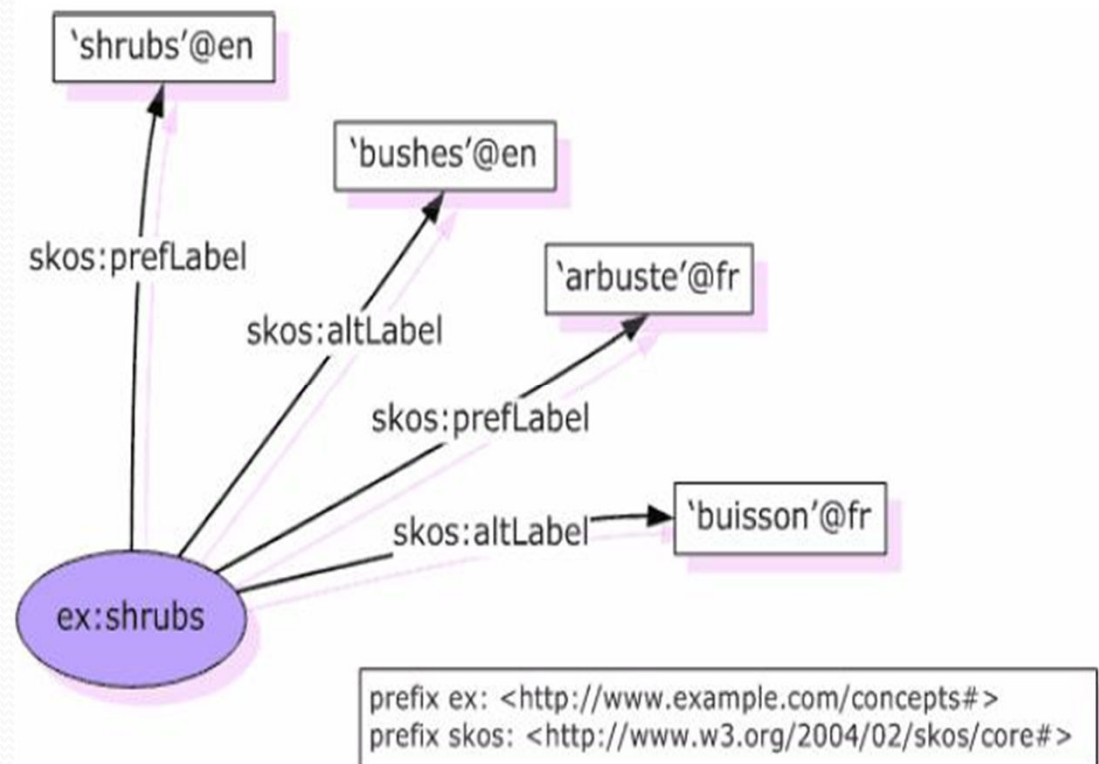 ‘shrubs’@en
‘bushes’@en
skos:prefLabel
‘arbuste’@fr
skos:altLabel
skos:prefLabel
‘buisson’@fr
skos:altLabel
ex:shrubs
prefix ex: <http://www.example.com/concepts#>
prefix skos: <http://www.w3.org/2004/02/skos/core#>